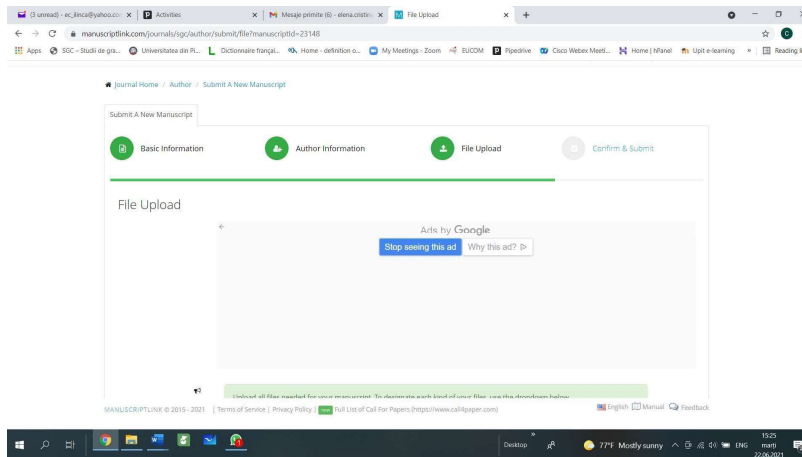 (3 unread) - ec_ilinca@yahoo.con
Activities
Mesaje primite (6) - elena.cristin
File Upload
manuscriptlink.com/journals/sgc/author/submit/file?manuscriptId=23148
Apps
SGC – Studii de gra...
Universitatea din Pi...
Dictionnaire françai...
Home - definition o...
My Meetings - Zoom
EUCOM
Pipedrive
Cisco Webex Meeti...
Home | hPanel
Upit e-learning
»
Reading li
Journal Home / Author / Submit A New Manuscript
Submit A New Manuscript
Basic Information
Author Information
File Upload
Confirm & Submit
File Upload
Ads by Google
Stop seeing this ad
Why this ad?
Upload all files needed for your manuscript. To designate each kind of your files, use the dropdown below
MANUSCRIPTLINK © 2015 - 2021 | Terms of Service | Privacy Policy | Full List of Call For Papers (https://www.call4paper.com)
English
Manual
Feedback
Desktop
»
77°F Mostly sunny
ENG
15:25
marți
22.06.2021